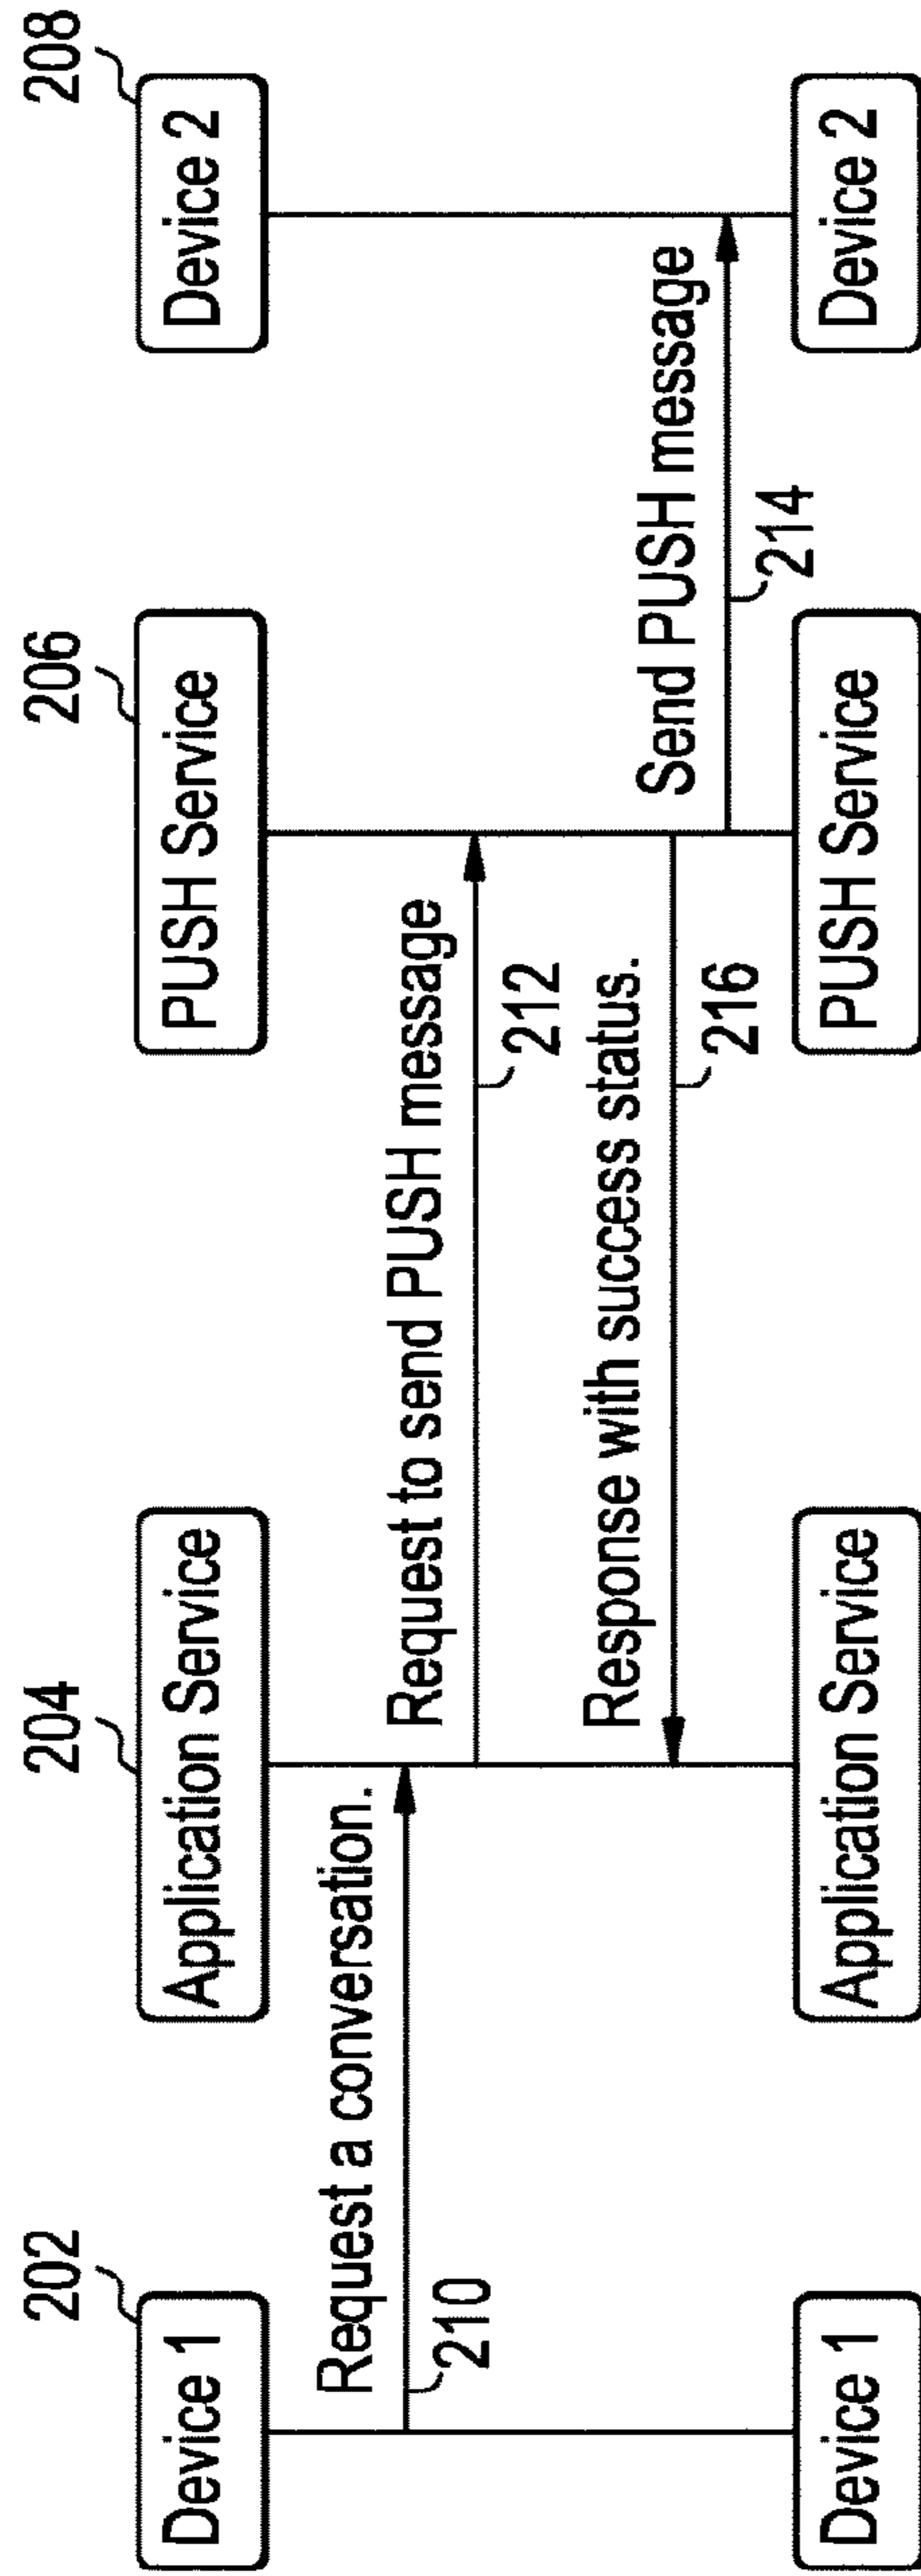 202
204
206
208
Device 1
Application Service
PUSH Service
Device 2
Request a conversation.
210
Request to send PUSH message
212
Response with success status.
216
Send PUSH message
214
Device 1
Application Service
PUSH Service
Device 2